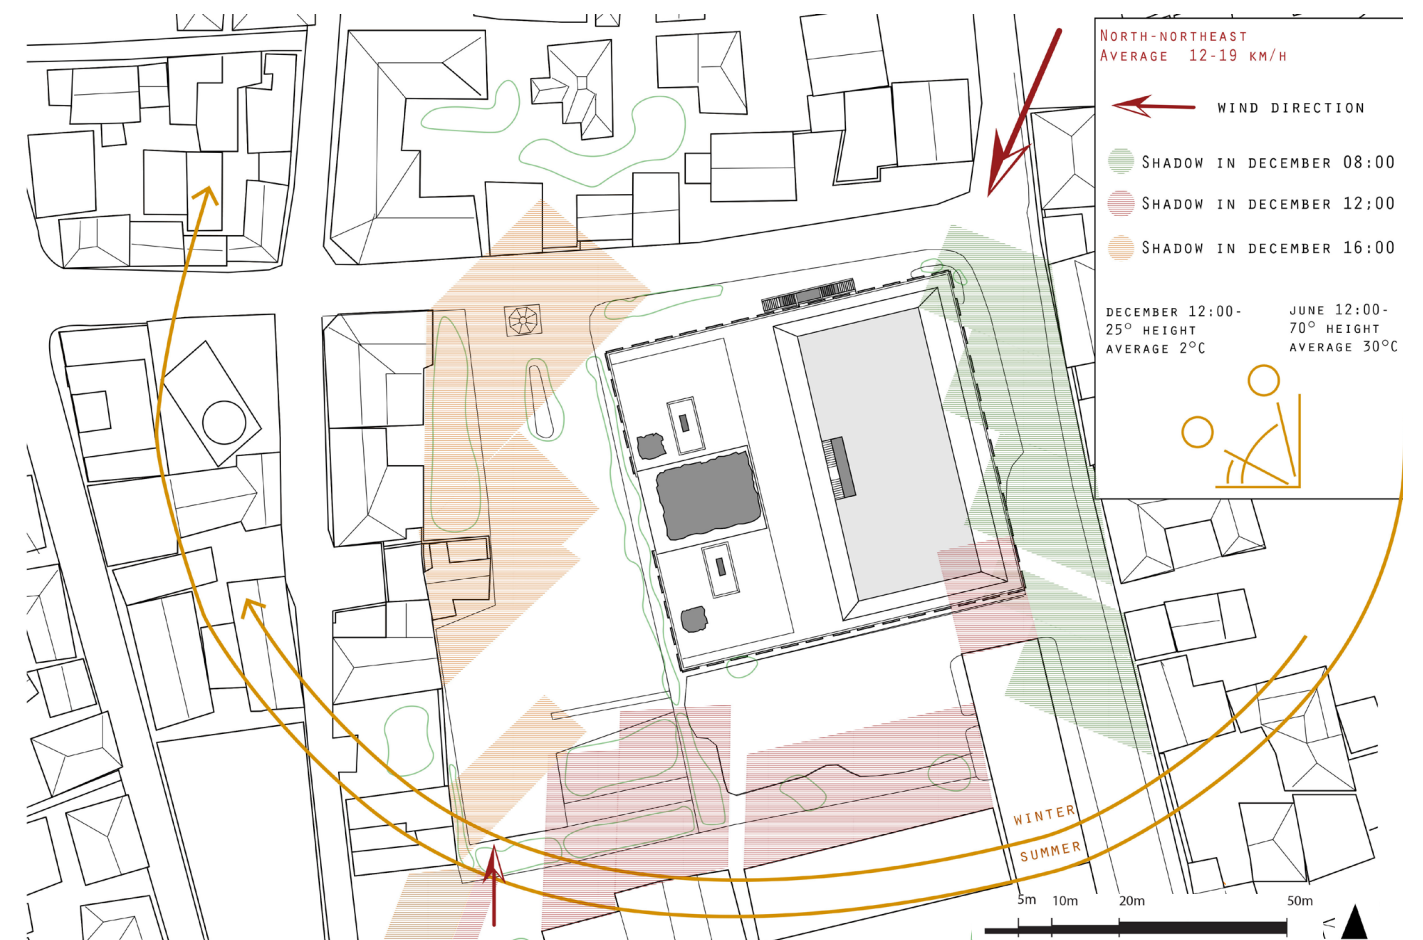 NORTH-NORTHEAST
AVERAGE 12-19 KM/H
WIND DIRECTION
SHADOW IN DECEMBER 08:00
SHADOW IN DECEMBER 12;00
SHADOW IN DECEMBER 16:00
DECEMBER 12:00-
25° HEIGHT
AVERAGE 2°C
JUNE 12:00-
70° HEIGHT
AVERAGE 30°C
WINTER
SUMMER
5m 10m 20m 50m